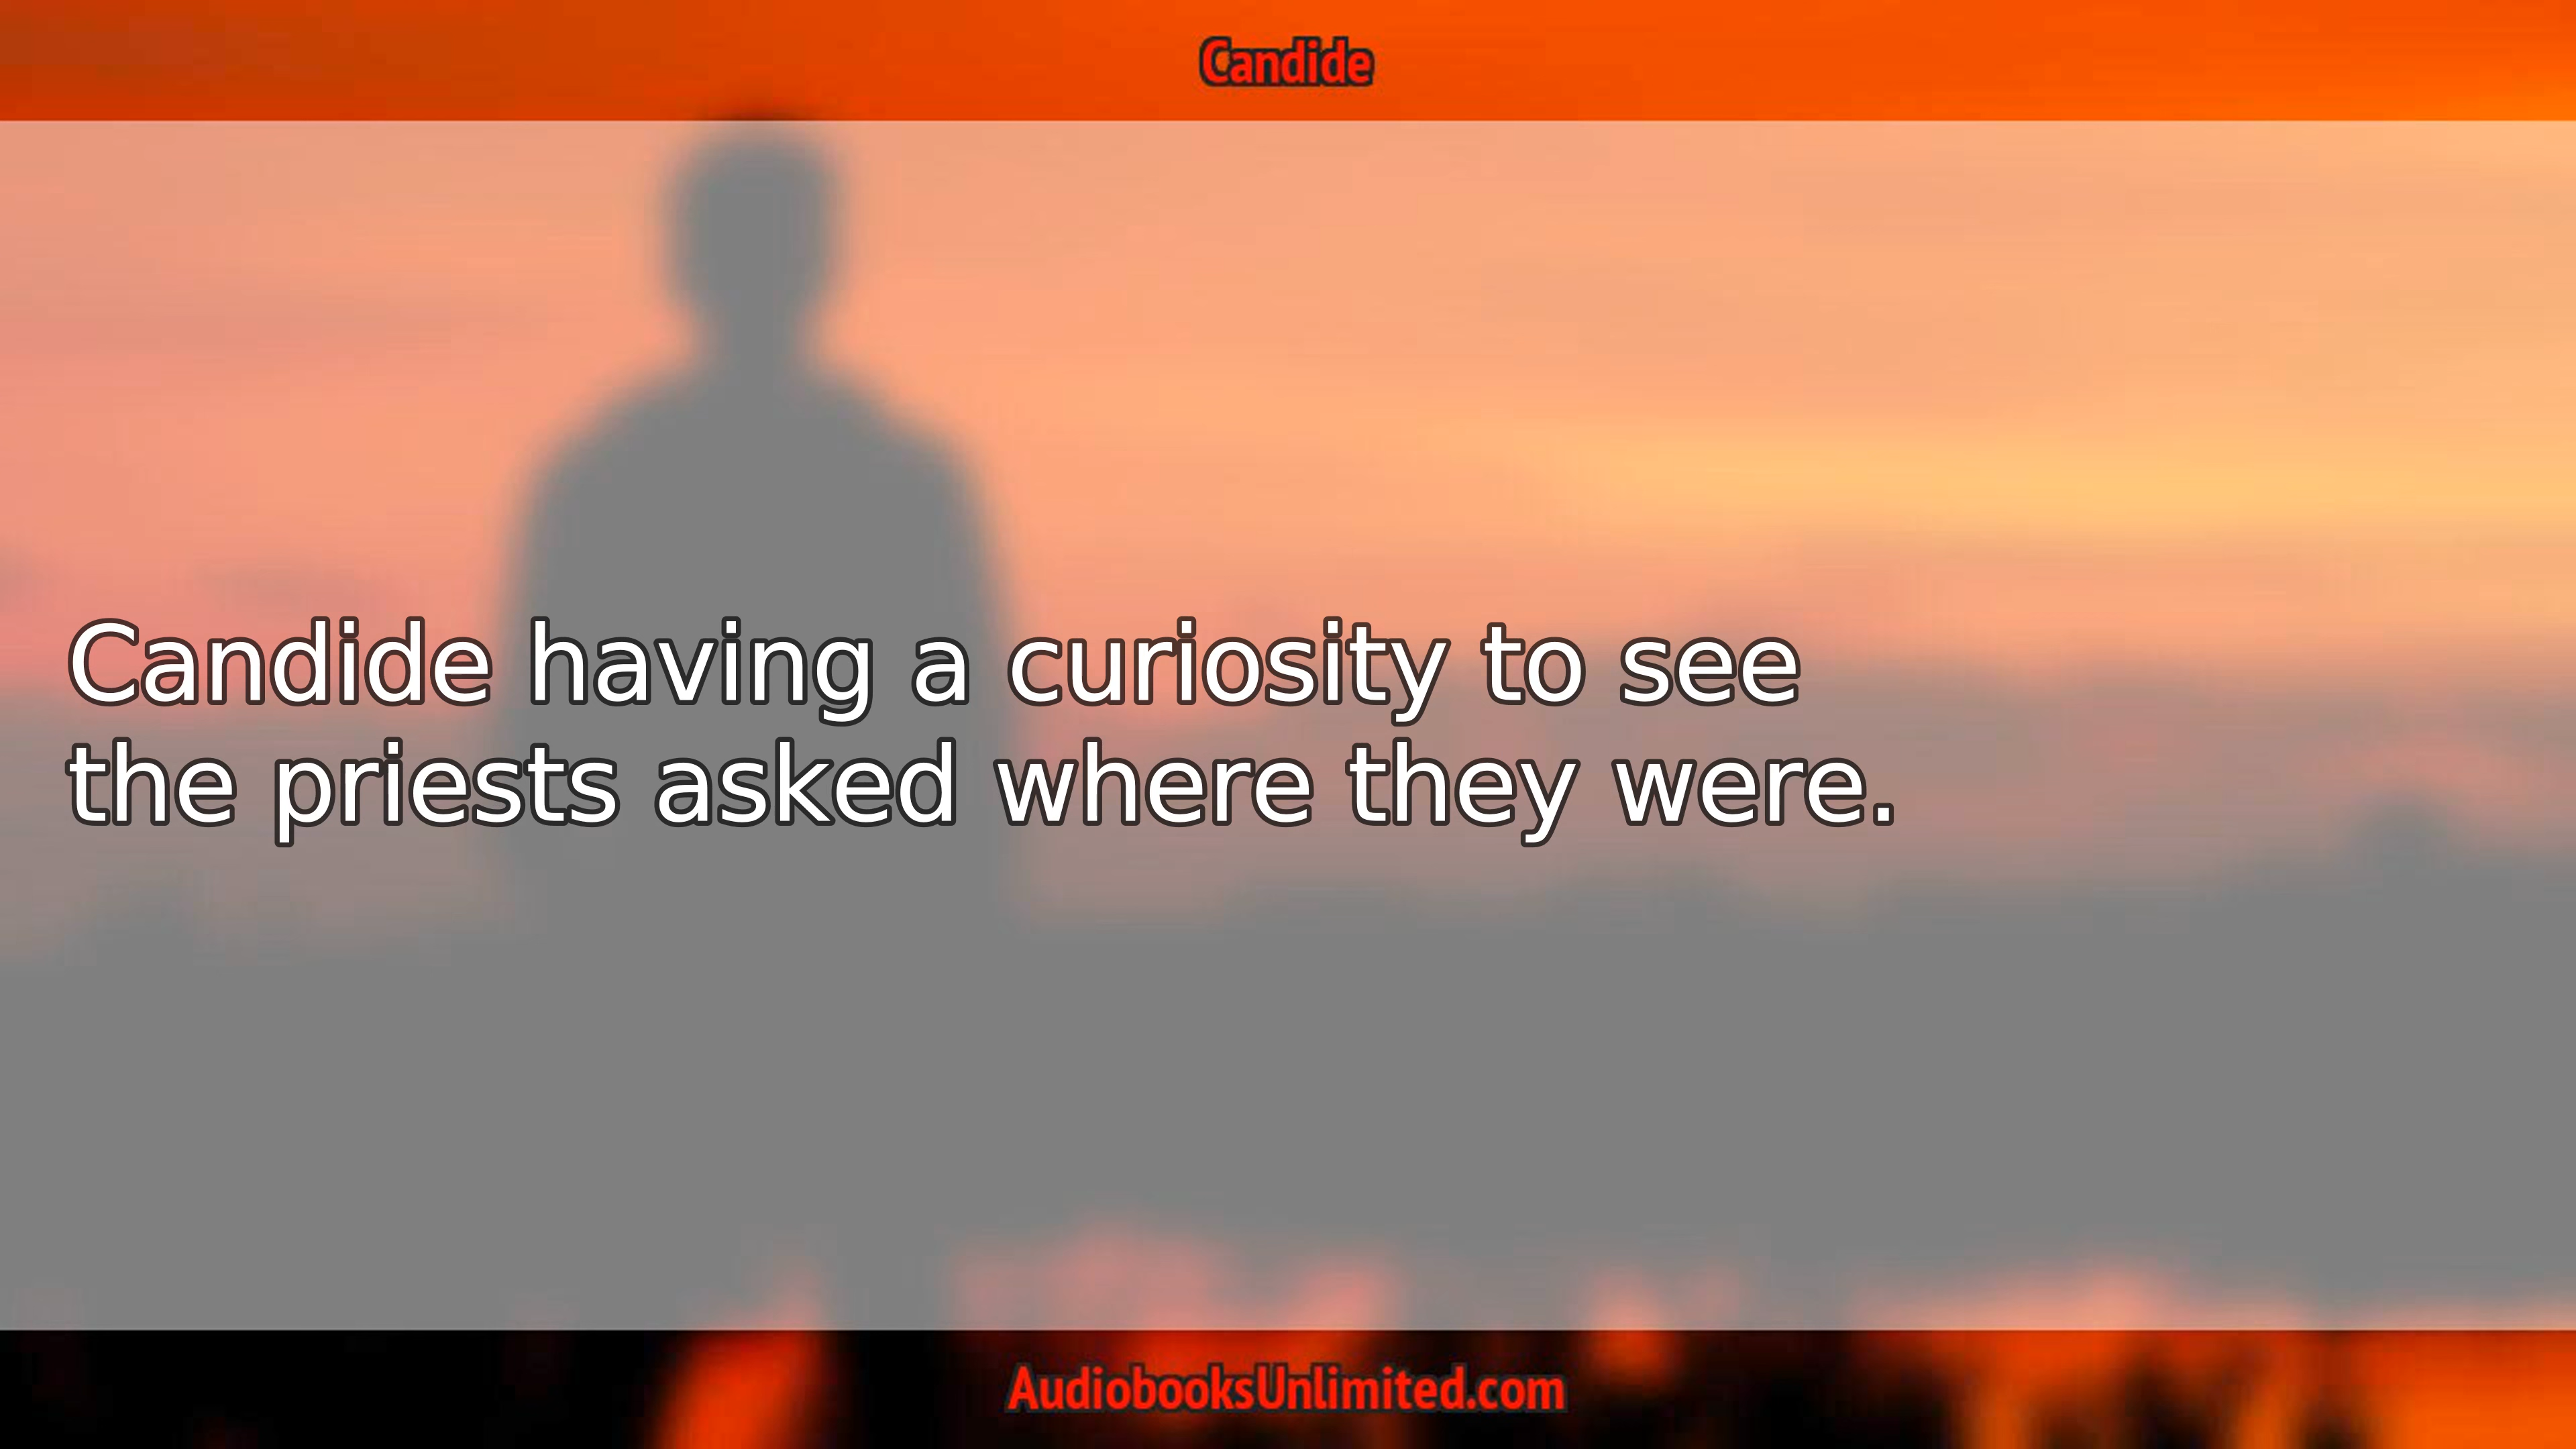 Candide
Candide having a curiosity to see
the priests asked where they were.
AudiobooksUnlimited.com